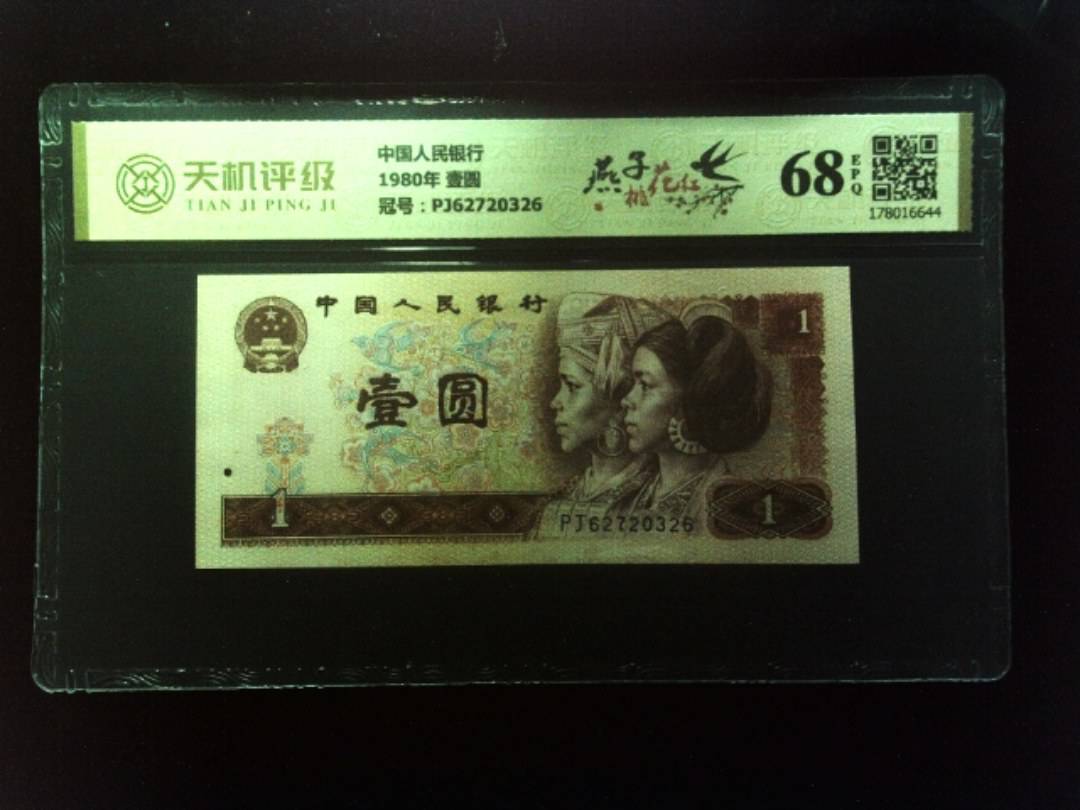 天机评级
TIAN JI PING JI
中国人民银行
1980年 壹圆
冠号：PJ62720326
燕子
桃花红
68
EPQ
178016644
中国人民银行
1
壹圆
1
PJ62720326
1